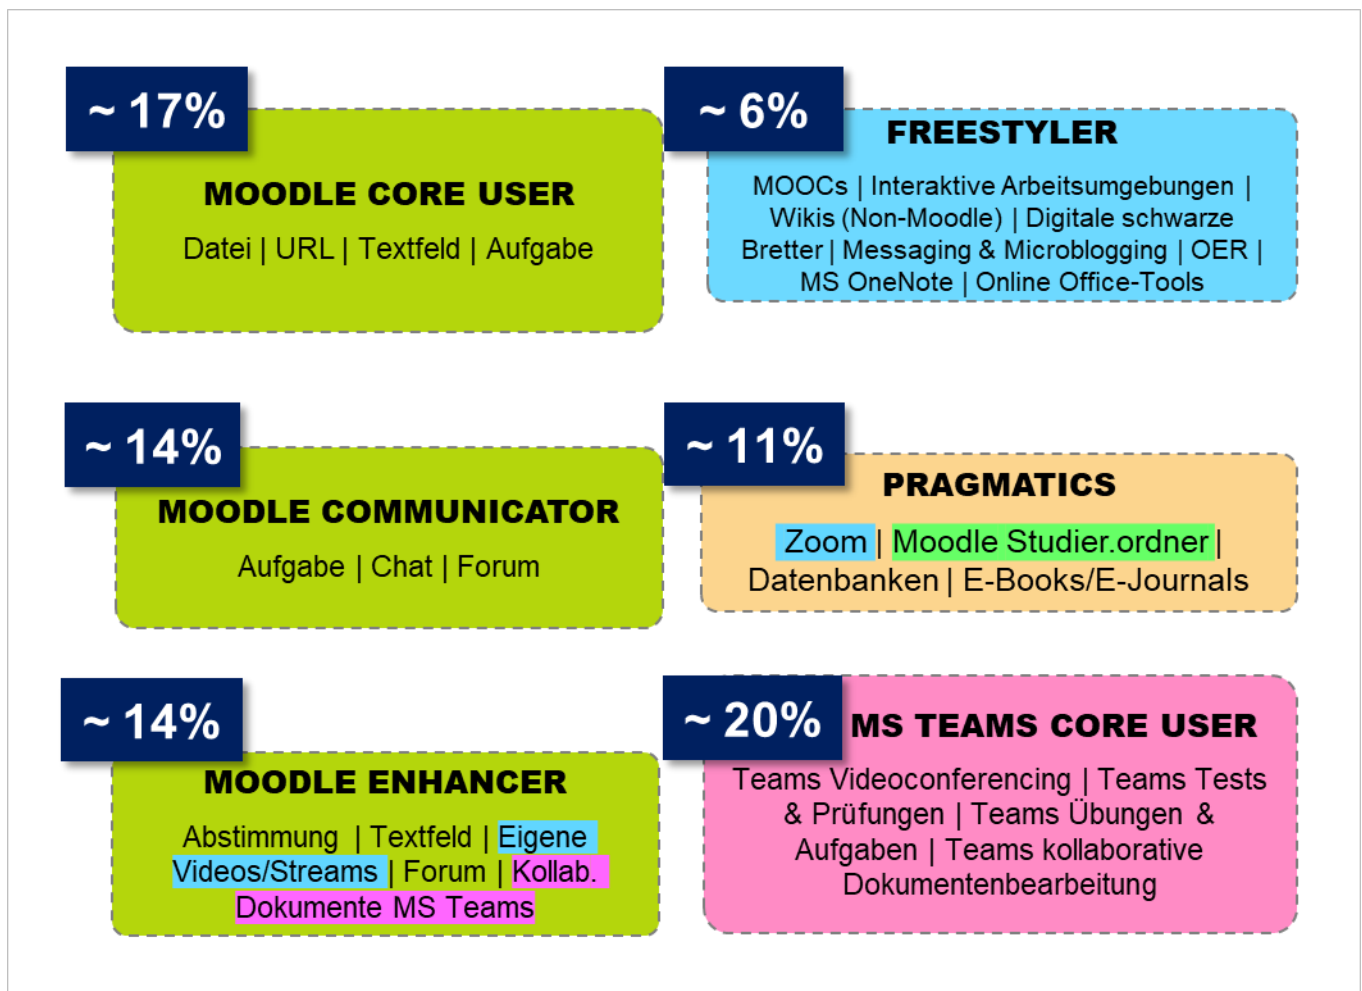 ~ 17%
MOODLE CORE USER
Datei | URL | Textfeld | Aufgabe
~ 6%
FREESTYLER
MOOCs | Interaktive Arbeitsumgebungen |
Wikis (Non-Moodle) | Digitale schwarze
Bretter | Messaging & Microblogging | OER |
MS OneNote | Online Office-Tools
~ 14%
MOODLE COMMUNICATOR
Aufgabe | Chat | Forum
~ 11%
PRAGMATICS
Zoom | Moodle Studier.ordner |
Datenbanken | E-Books/E-Journals
~ 14%
MOODLE ENHANCER
Abstimmung | Textfeld | Eigene
Videos/Streams | Forum | Kollab.
Dokumente MS Teams
~ 20%
MS TEAMS CORE USER
Teams Videoconferencing | Teams Tests
& Prüfungen | Teams Übungen &
Aufgaben | Teams kollaborative
Dokumentenbearbeitung